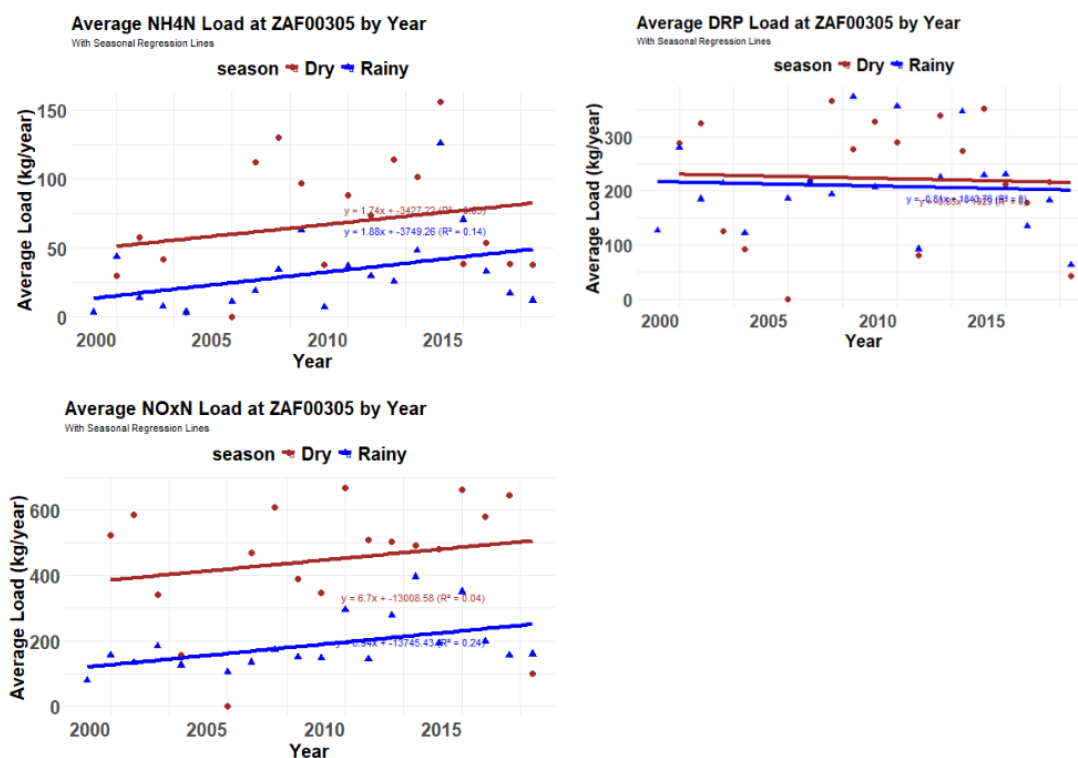 Average NH4N Load at ZAF00305 by Year
With Seasonal Regression Lines
season Dry Rainy
Average Load (kg/year)
150
100
50
0
y = 1.74x + -3427.22 (R² =
y = 1.88x + -3749.26 (R² = 0.14)
2000 2005 2010 2015
Year
Average DRP Load at ZAF00305 by Year
With Seasonal Regression Lines
season Dry Rainy
Average Load (kg/year)
300
200
100
0
2000 2005 2010 2015
Year
Average NOxN Load at ZAF00305 by Year
With Seasonal Regression Lines
season Dry Rainy
Average Load (kg/year)
600
400
200
0
y = 6.7x + -13008.58 (R² = 0.04)
y = 6.94x + -13745.43 (R² = 0.24)
2000 2005 2010 2015
Year